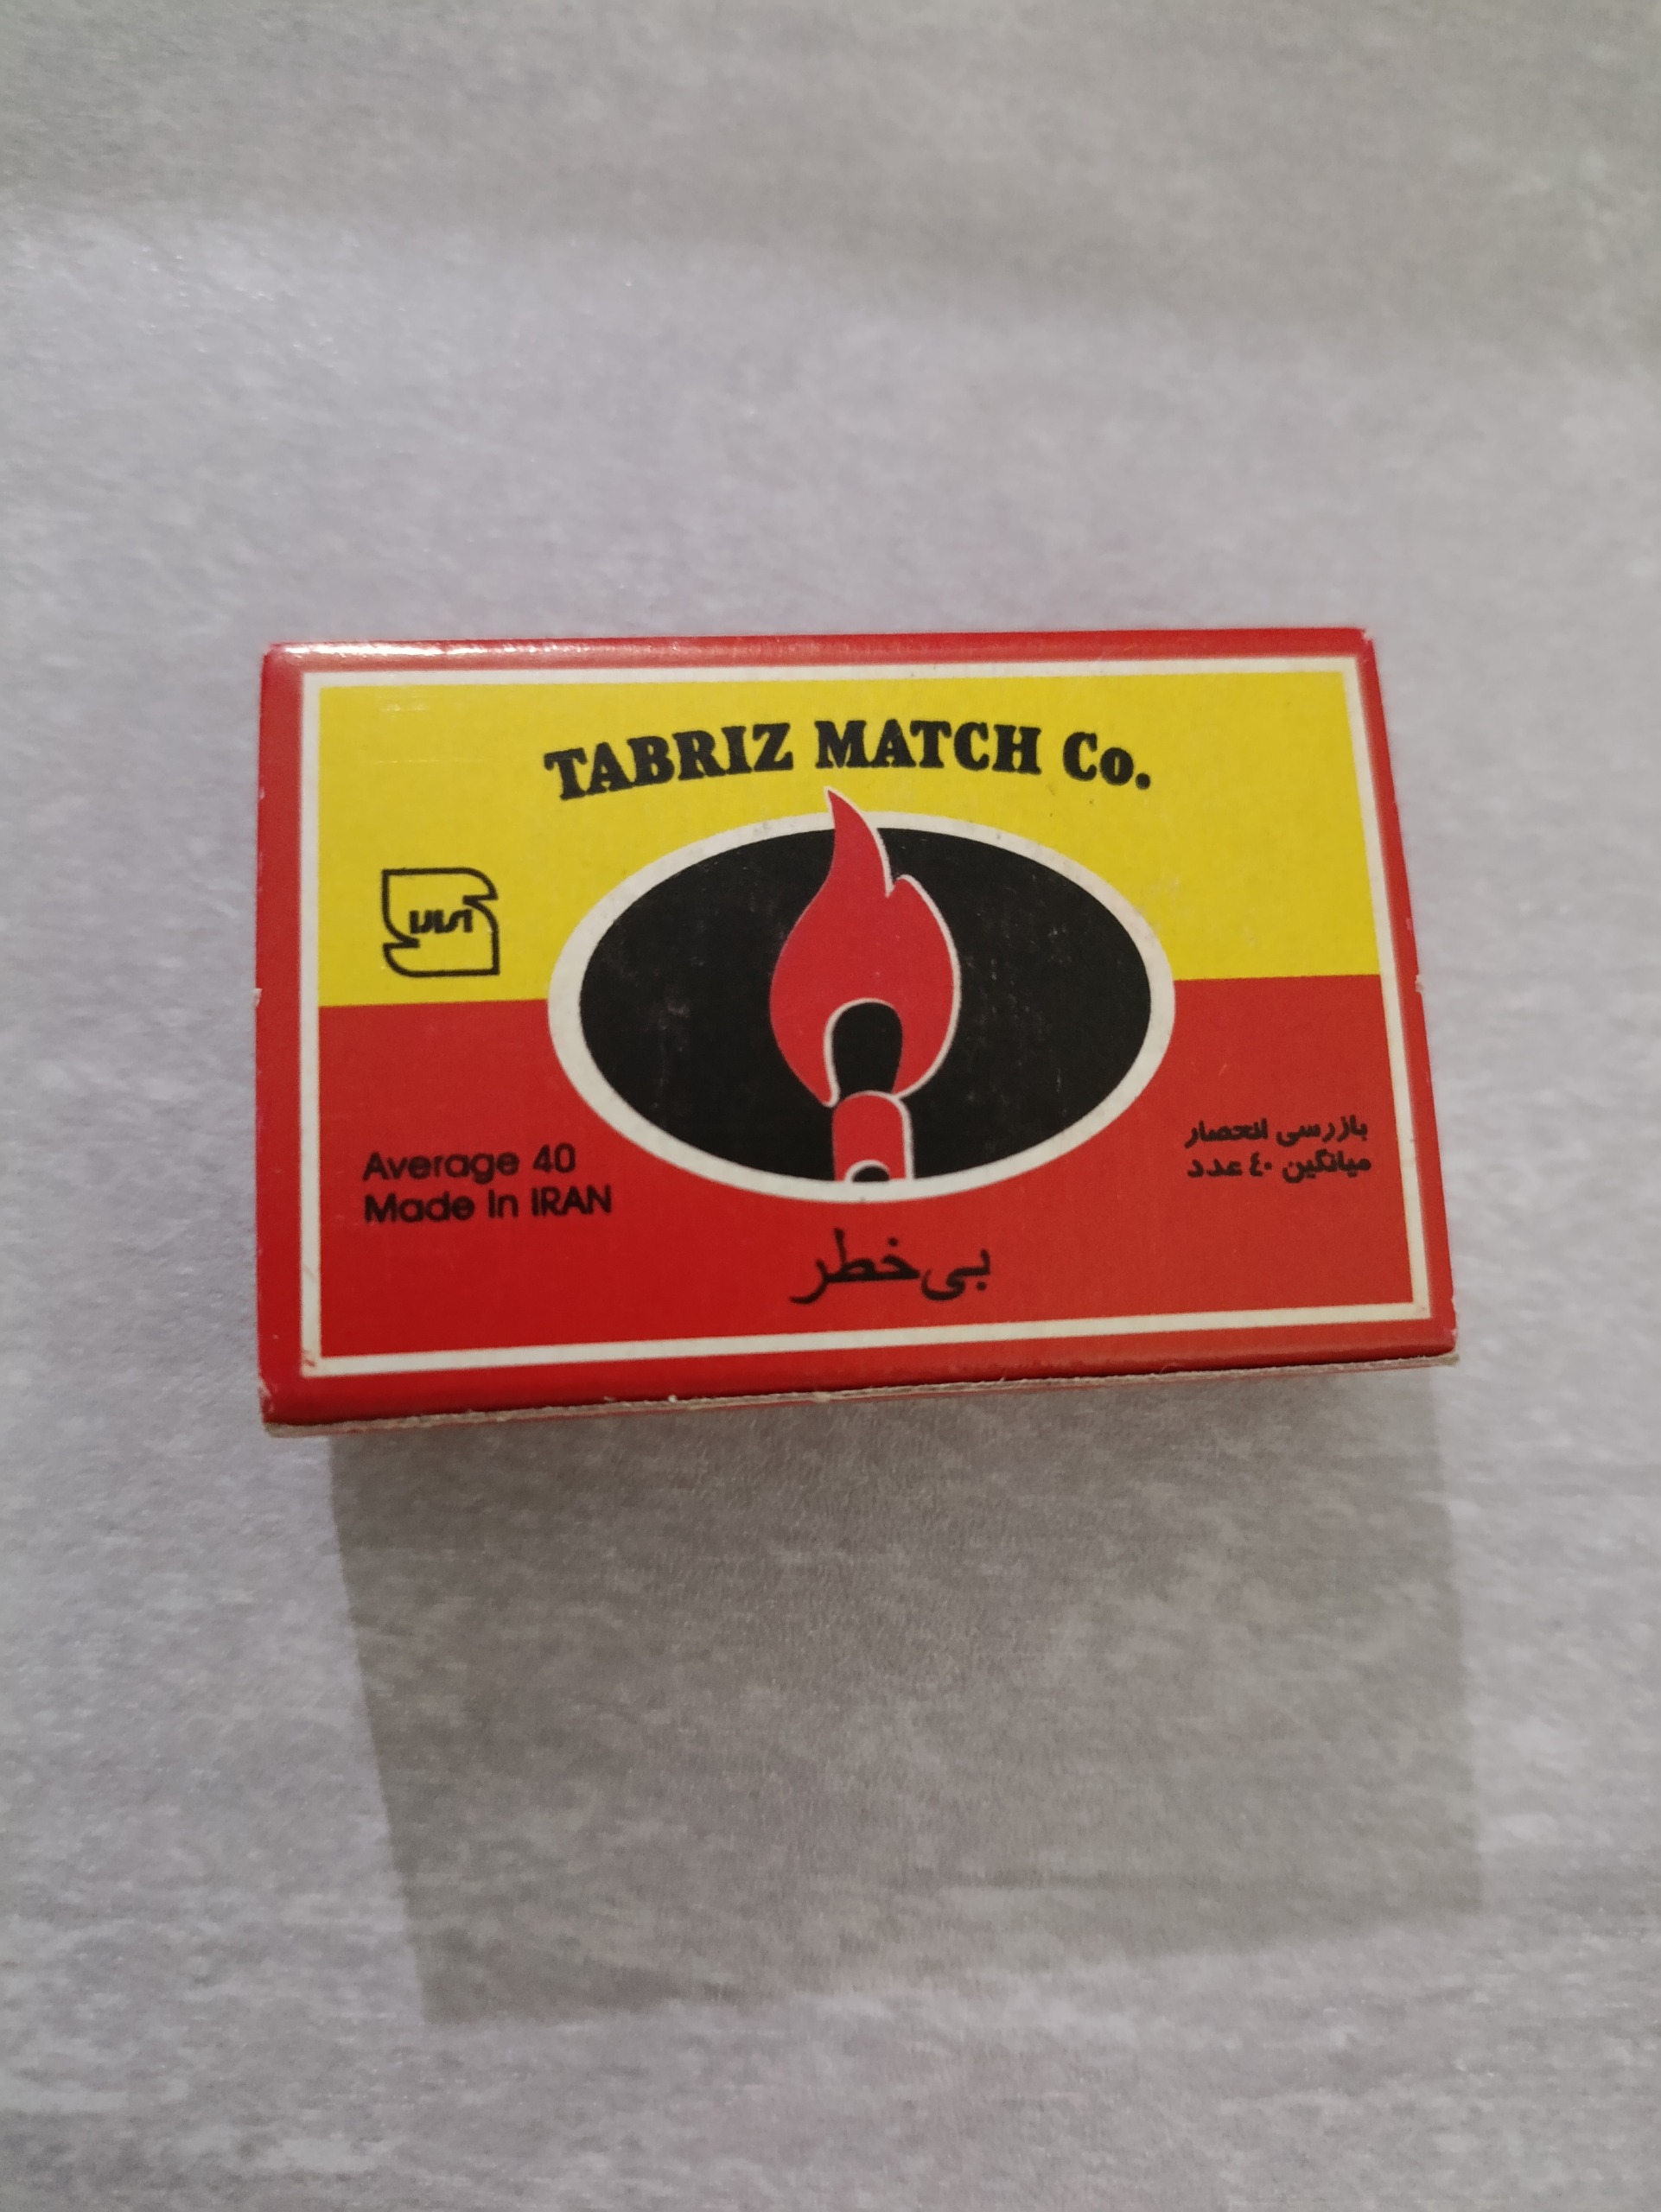 TABRIZ MATCH Co.
Average 40
Made In IRAN
بازرسی انحصار
میانگین ٤٠ عدد
بی‌خطر